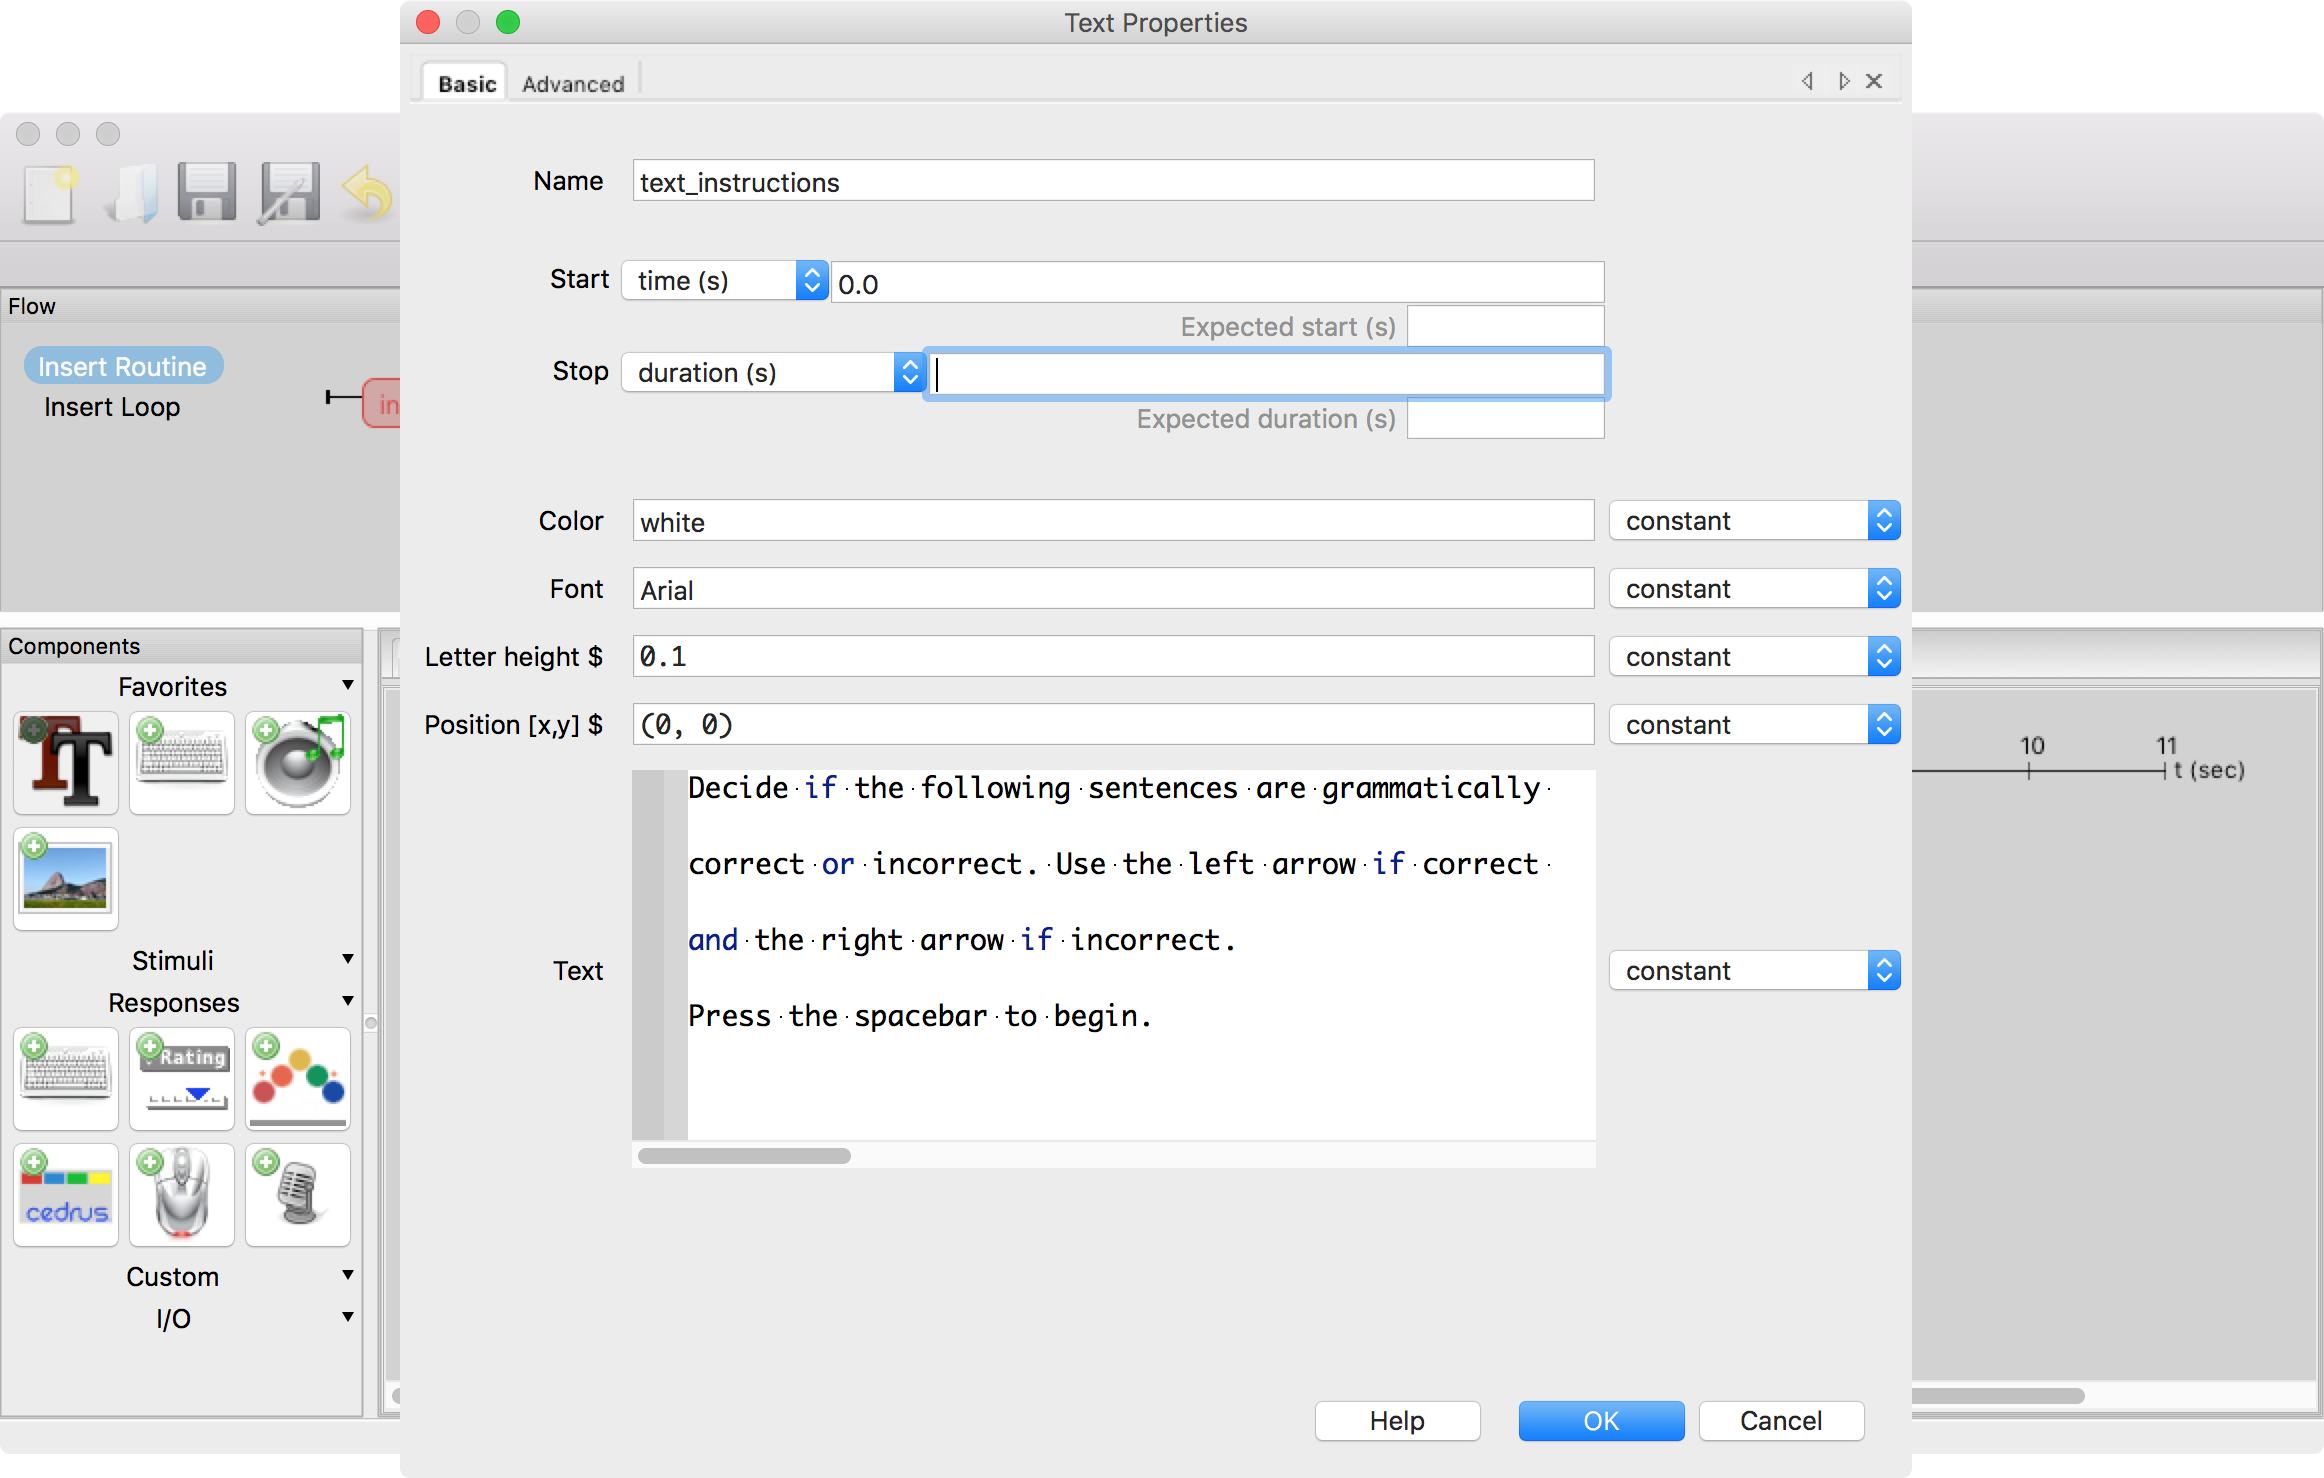 Text Properties
Basic Advanced
Name text_instructions
Start time (s) 0.0
Expected start (s)
Stop duration (s)
Expected duration (s)
Color white constant
Font Arial constant
Letter height $ 0.1 constant
Position [x,y] $ (0, 0) constant
Decide if the following sentences are grammatically
correct or incorrect. Use the left arrow if correct
and the right arrow if incorrect.
Press the spacebar to begin.
Text constant
Help OK Cancel
Flow
Insert Routine
Insert Loop
in
Components
Favorites
Stimuli
Responses
Rating
cedrus
Custom
I/O
10 11
t (sec)